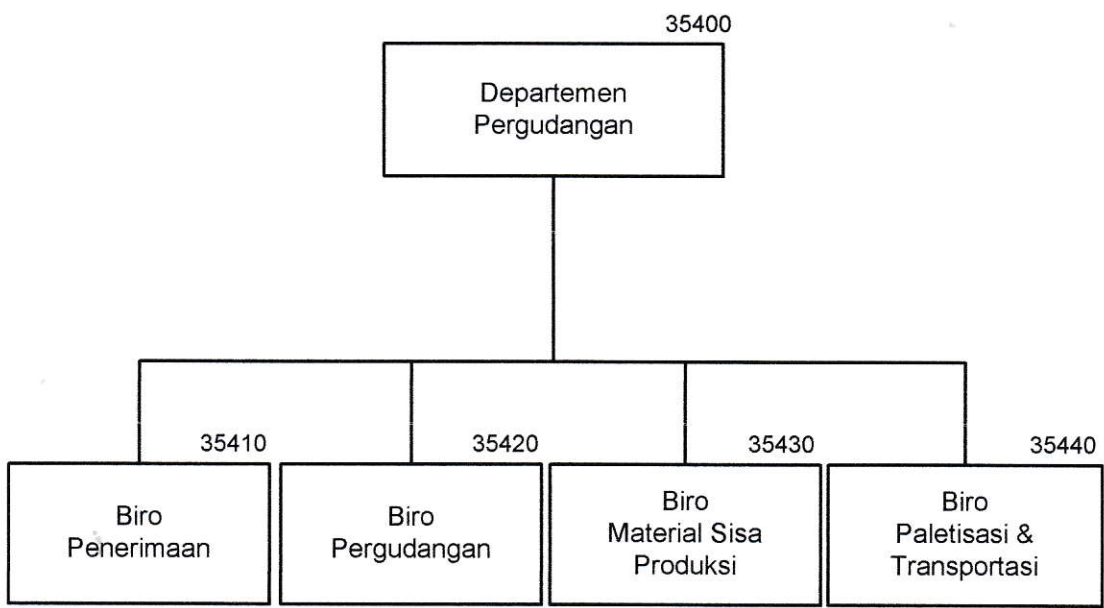 35400
Departemen
Pergudangan
35410
Biro
Penerimaan
35420
Biro
Pergudangan
35430
Biro
Material Sisa
Produksi
35440
Biro
Paletisasi &
Transportasi